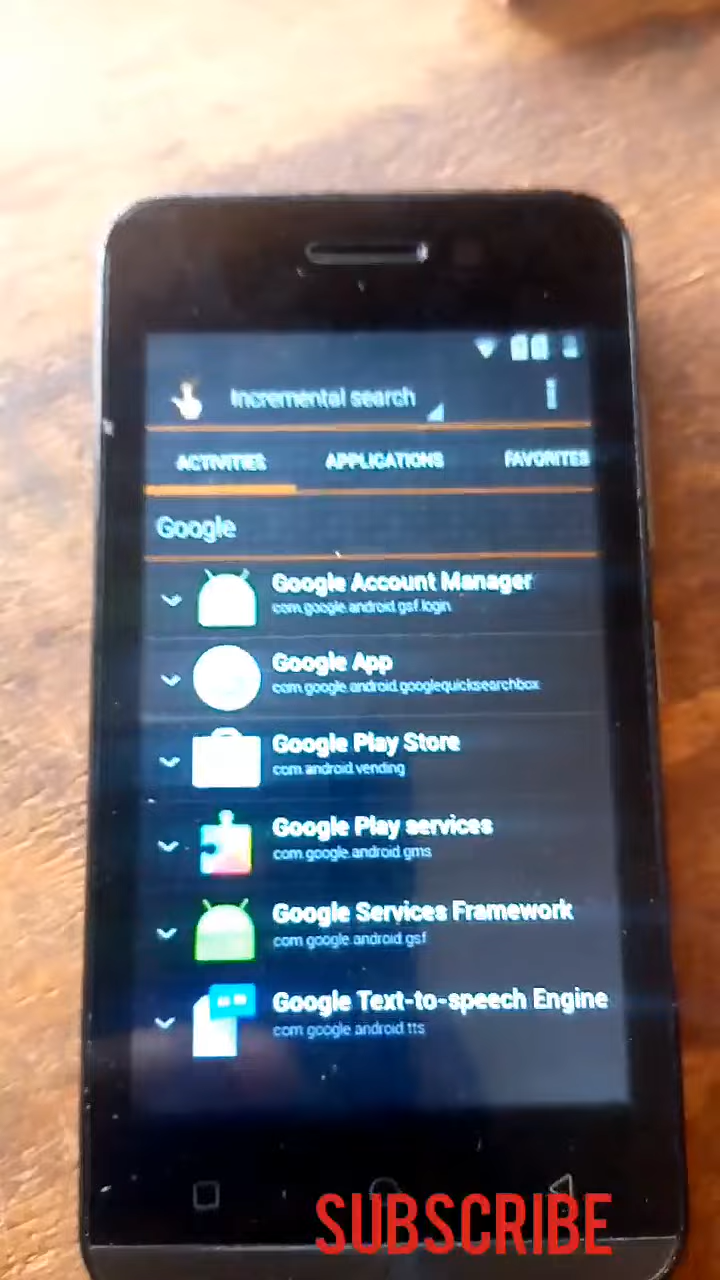 Incremental search
ACTIVITIES
APPLICATIONS
FAVORITES
Google
Google Account Manager
com.google.android.gsf.login
Google App
com.google.android.googlequicksearchbox
Google Play Store
com.android.vending
Google Play services
com.google.android.gms
Google Services Framework
com.google.android.gsf
Google Text-to-speech Engine
com.google.android.tts
SUBSCRIBE